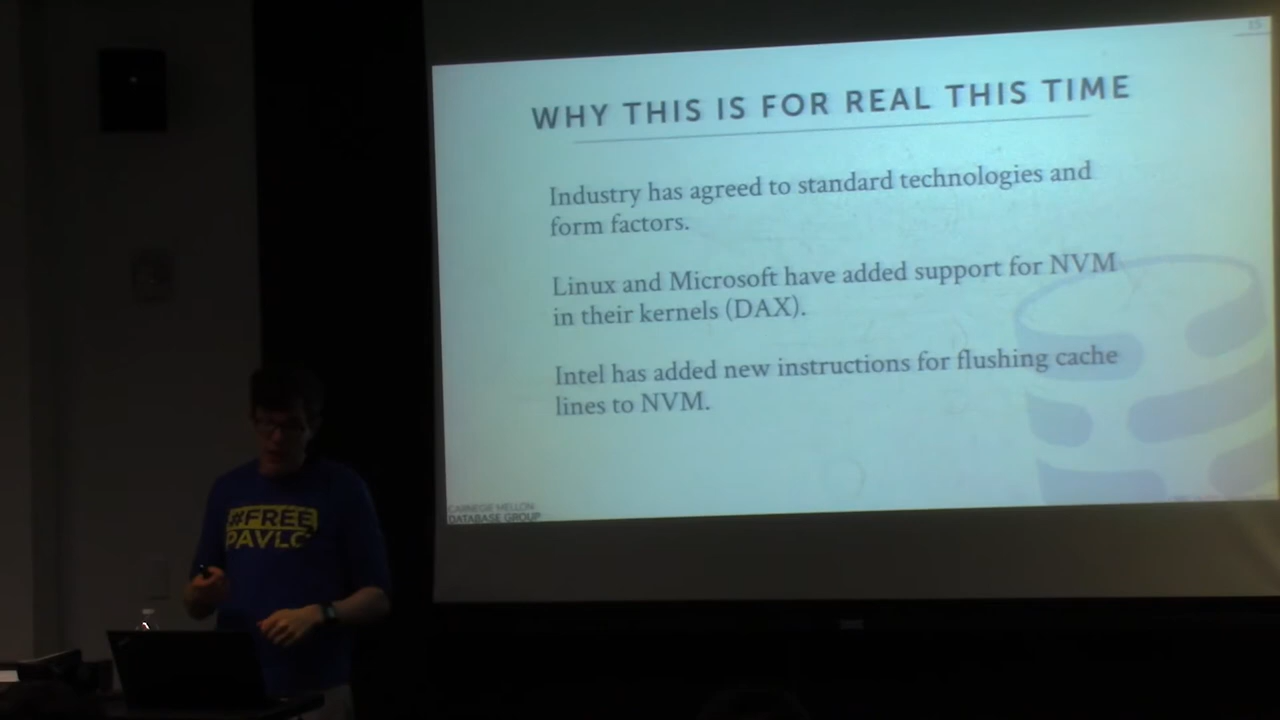 15
WHY THIS IS FOR REAL THIS TIME
Industry has agreed to standard technologies and
form factors.
Linux and Microsoft have added support for NVM
in their kernels (DAX).
Intel has added new instructions for flushing cache
lines to NVM.
CARNEGIE MELLON
DATABASE GROUP
#FREE
PAVLO